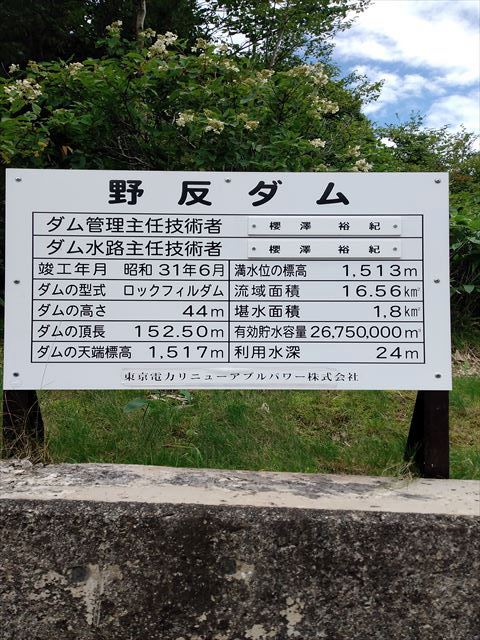 野反ダム
ダム管理主任技術者 櫻澤 裕紀
ダム水路主任技術者 櫻澤 裕紀
竣工年月 昭和31年6月 満水位の標高 1,513m
ダムの型式 ロックフィルダム 流域面積 16.56km²
ダムの高さ 44m 堪水面積 1,8km²
ダムの頂長 152.50m 有効貯水容量 26,750,000m³
ダムの天端標高 1,517m 利用水深 24m
東京電力リニューアブルパワー株式会社